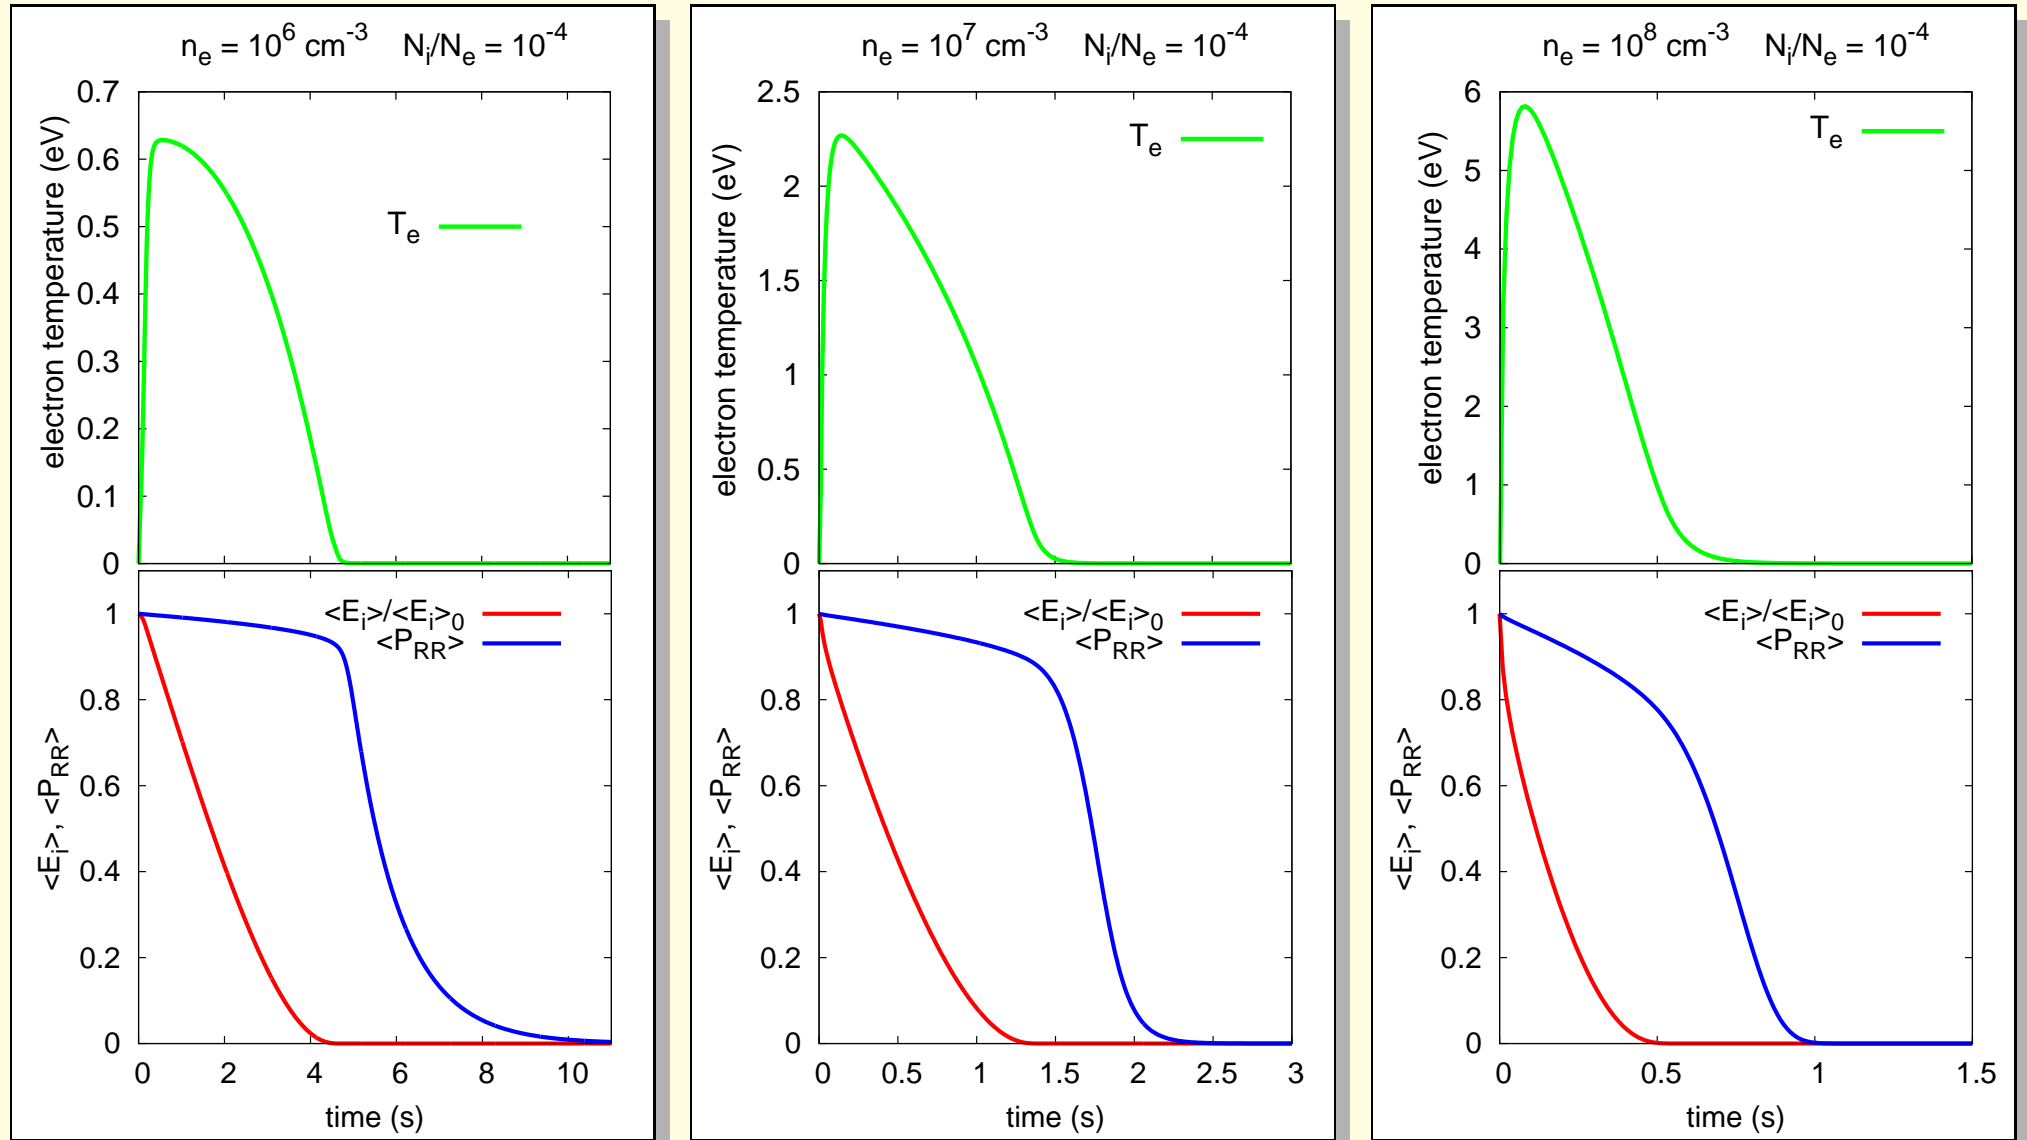 n_e = 10^6 cm^-3 N_i/N_e = 10^-4
0.7
0.6
0.5
0.4
0.3
0.2
0.1
0
electron temperature (eV)
T_e
<E_i>/<E_i>_0
<P_RR>
1
0.8
0.6
0.4
0.2
0
<E_i>, <P_RR>
0 2 4 6 8 10
time (s)
n_e = 10^7 cm^-3 N_i/N_e = 10^-4
2.5
2
1.5
1
0.5
0
electron temperature (eV)
T_e
<E_i>/<E_i>_0
<P_RR>
1
0.8
0.6
0.4
0.2
0
<E_i>, <P_RR>
0 0.5 1 1.5 2 2.5 3
time (s)
n_e = 10^8 cm^-3 N_i/N_e = 10^-4
6
5
4
3
2
1
0
electron temperature (eV)
T_e
<E_i>/<E_i>_0
<P_RR>
1
0.8
0.6
0.4
0.2
0
<E_i>, <P_RR>
0 0.5 1 1.5
time (s)